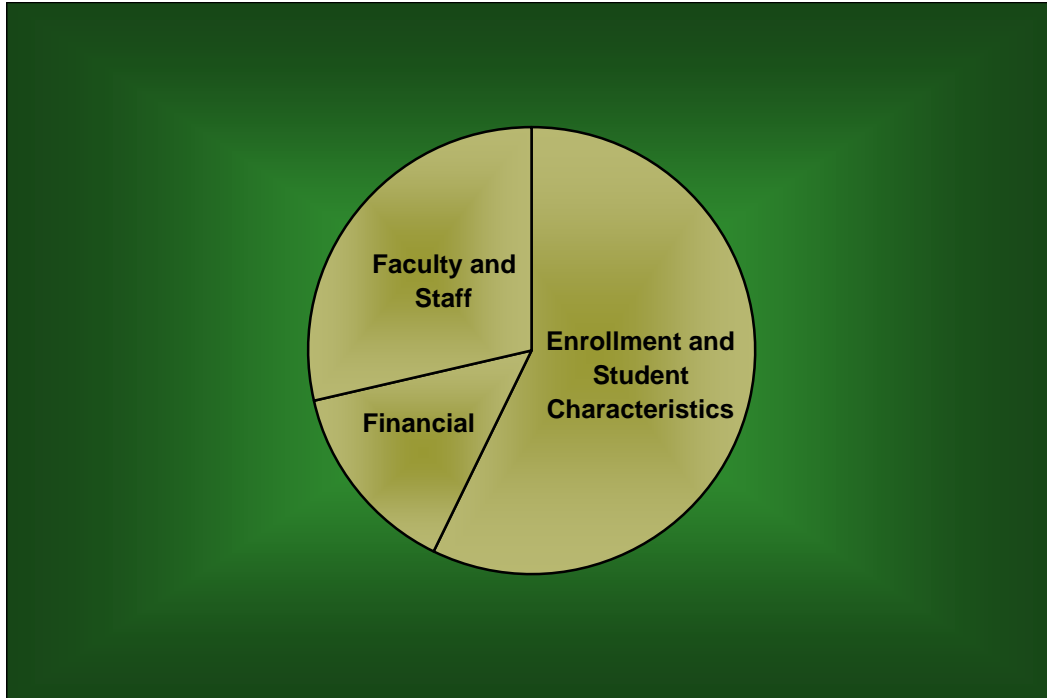 Faculty and
Staff
Enrollment and
Student
Characteristics
Financial